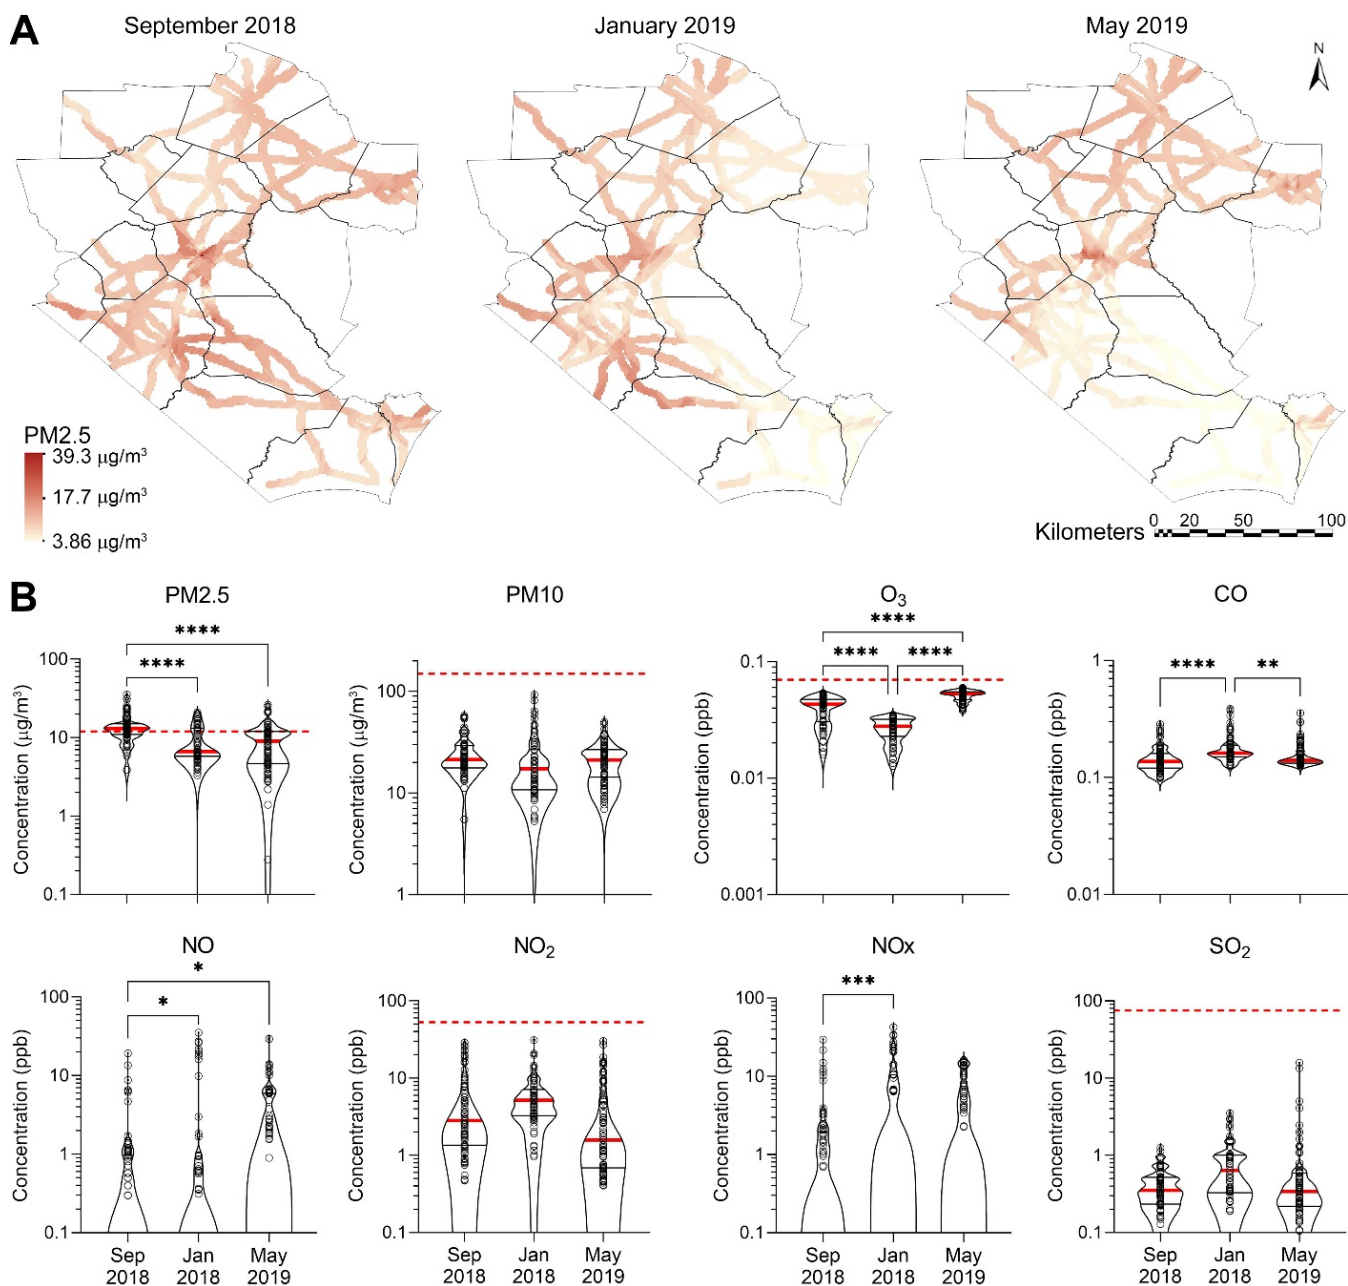 A
September 2018
January 2019
May 2019
N
PM2.5
39.3 μg/m³
17.7 μg/m³
3.86 μg/m³
Kilometers
0 20 50 100
B
PM2.5
PM10
O₃
CO
****
****
****
****
****
****
**
Concentration (μg/m³)
100
10
1
0.1
Concentration (μg/m³)
100
10
1
Concentration (ppb)
0.1
0.01
0.001
Concentration (ppb)
1
0.1
0.01
NO
NO₂
NOx
SO₂
*
*
***
Concentration (ppb)
100
10
1
0.1
Concentration (ppb)
100
10
1
0.1
Concentration (ppb)
100
10
1
0.1
Concentration (ppb)
100
10
1
0.1
Sep 2018
Jan 2018
May 2019
Sep 2018
Jan 2018
May 2019
Sep 2018
Jan 2018
May 2019
Sep 2018
Jan 2018
May 2019